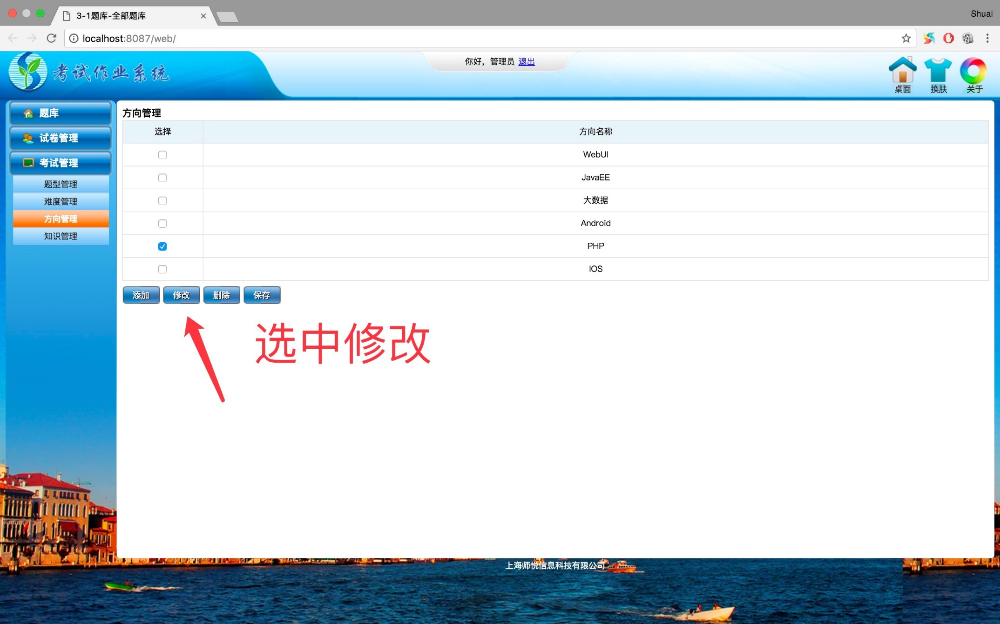 3-1题库-全部题库
Shuai
localhost:8087/web/
考试作业系统
你好，管理员 退出
桌面 换肤 关于
题库
试卷管理
考试管理
题型管理
难度管理
方向管理
知识管理
方向管理
选择 方向名称
WebUI
JavaEE
大数据
Android
PHP
IOS
添加 修改 删除 保存
选中修改
上海师悦信息科技有限公司